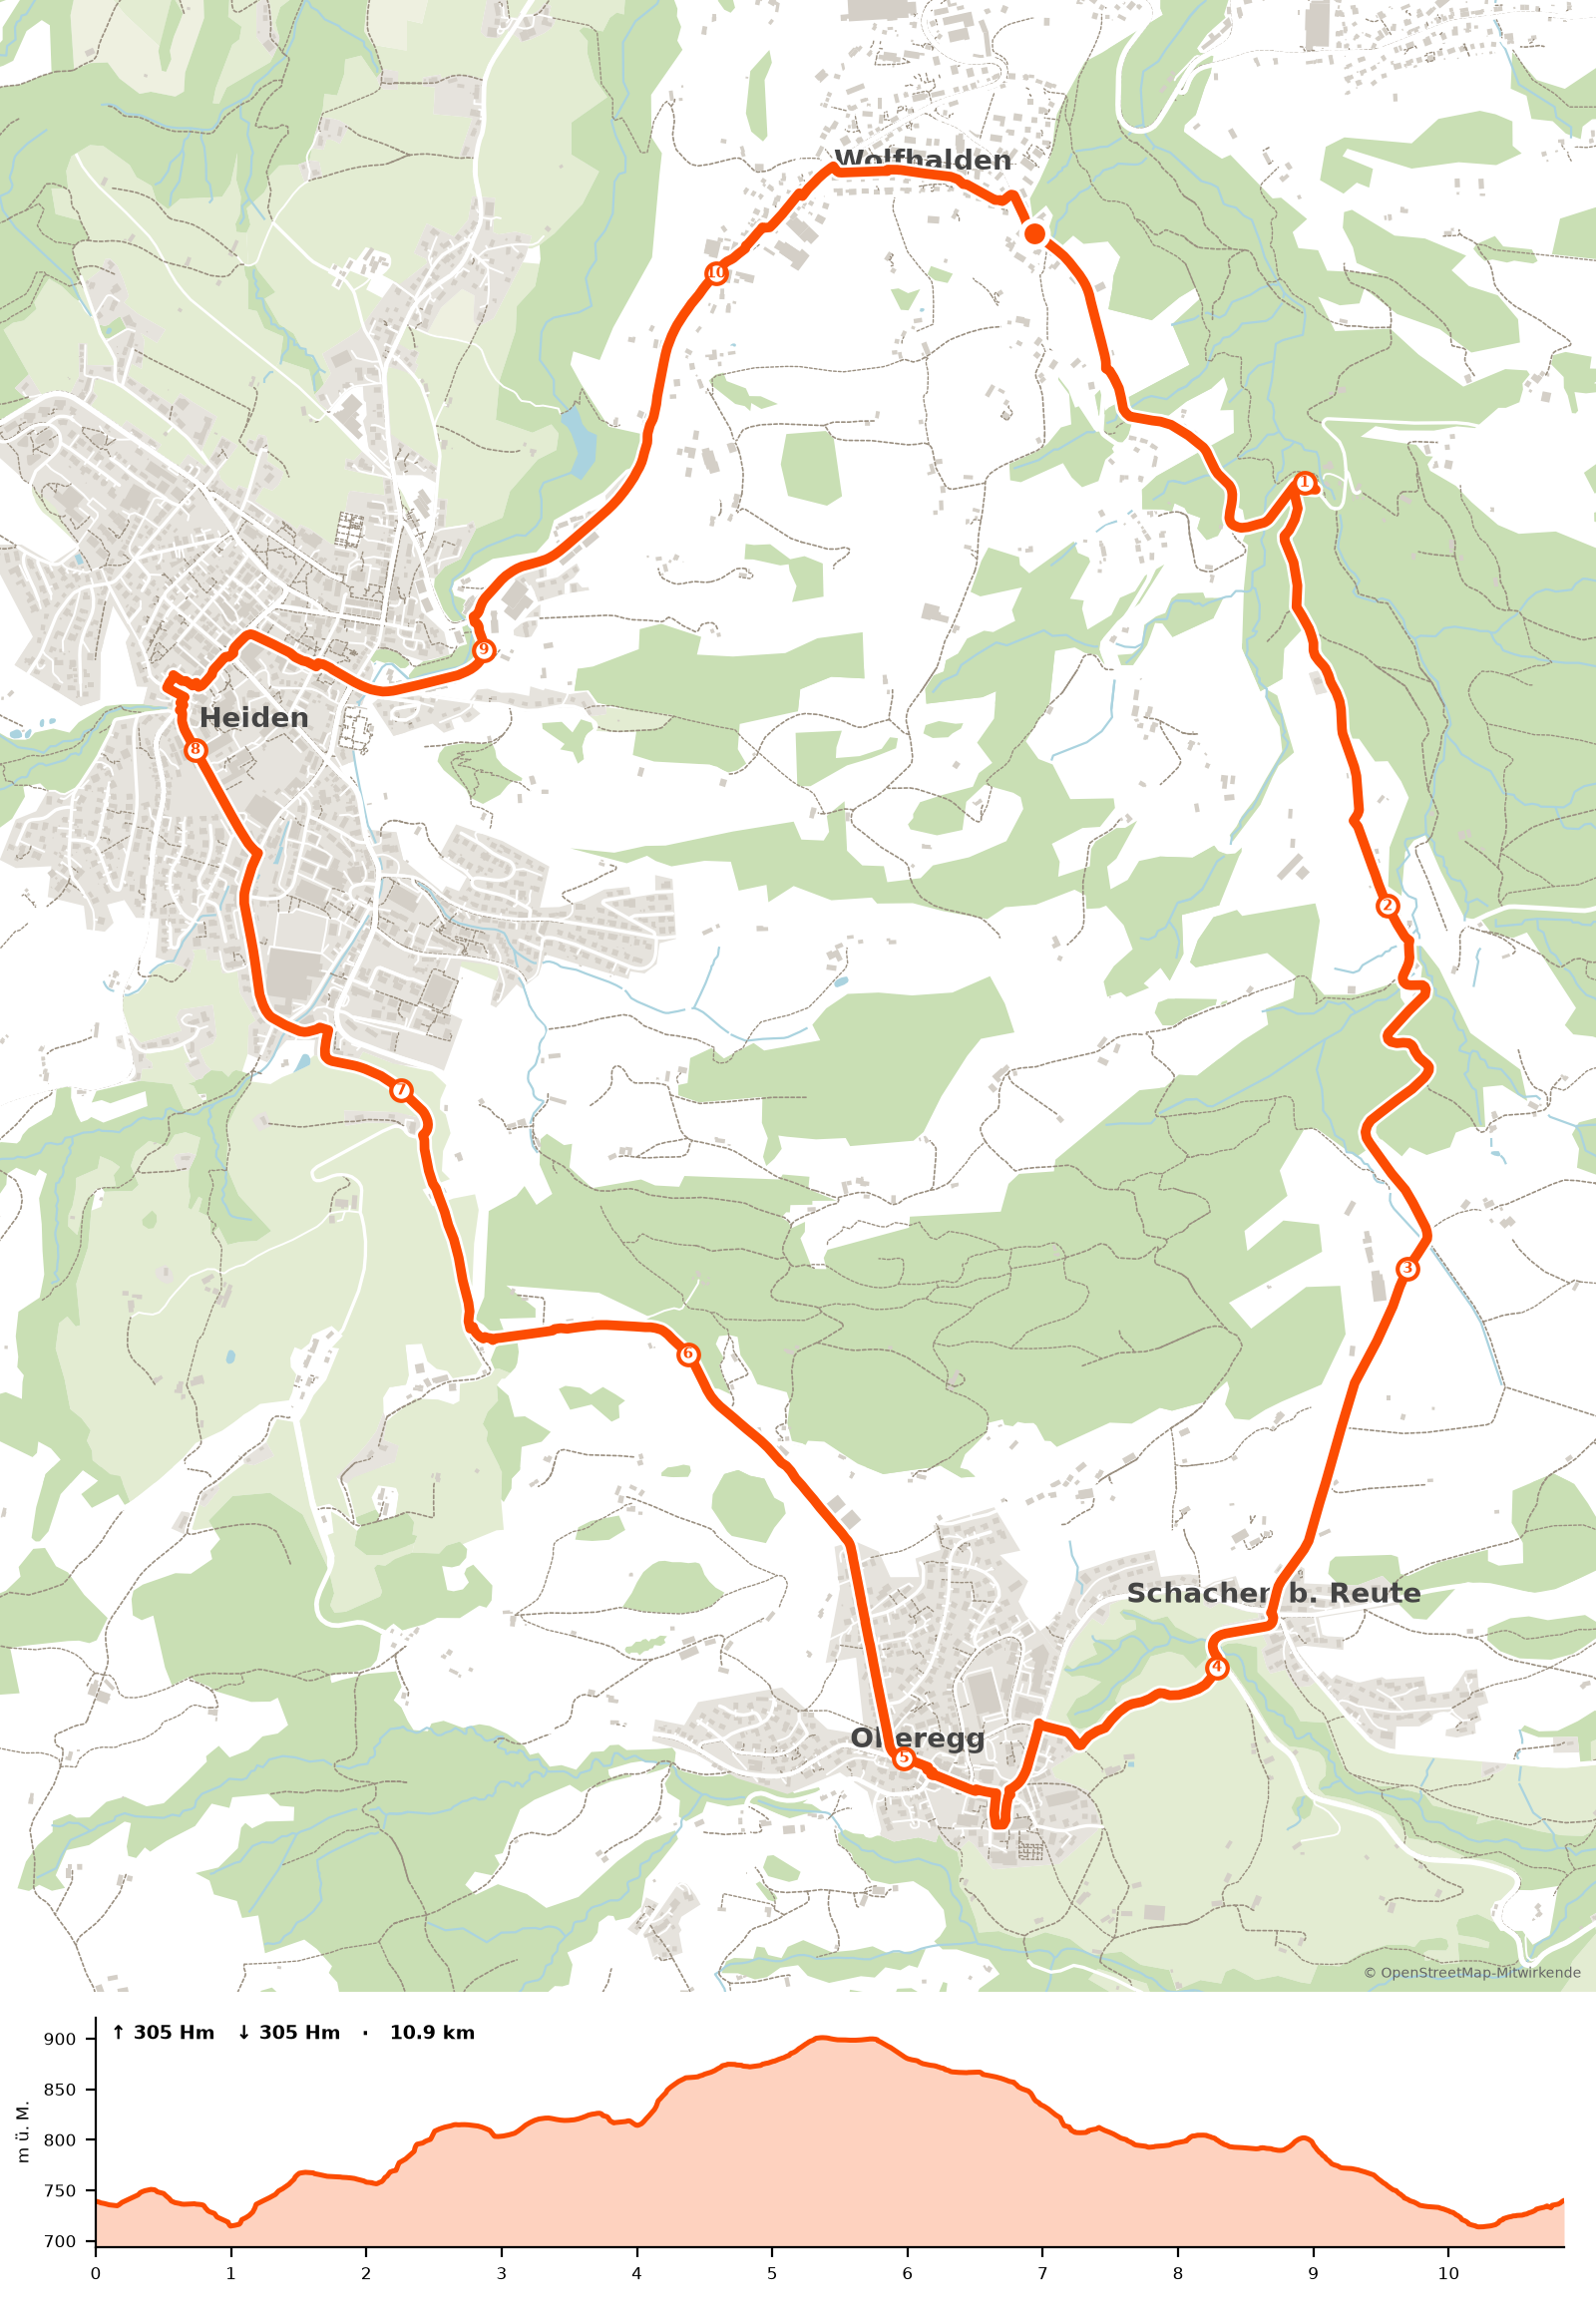 Wolfhalden
1
10
9
Heiden
8
2
7
3
6
Schachen b. Reute
4
Oberegg
5
© OpenStreetMap-Mitwirkende
↑ 305 Hm ↓ 305 Hm · 10.9 km
m ü. M.
900
850
800
750
700
0 1 2 3 4 5 6 7 8 9 10